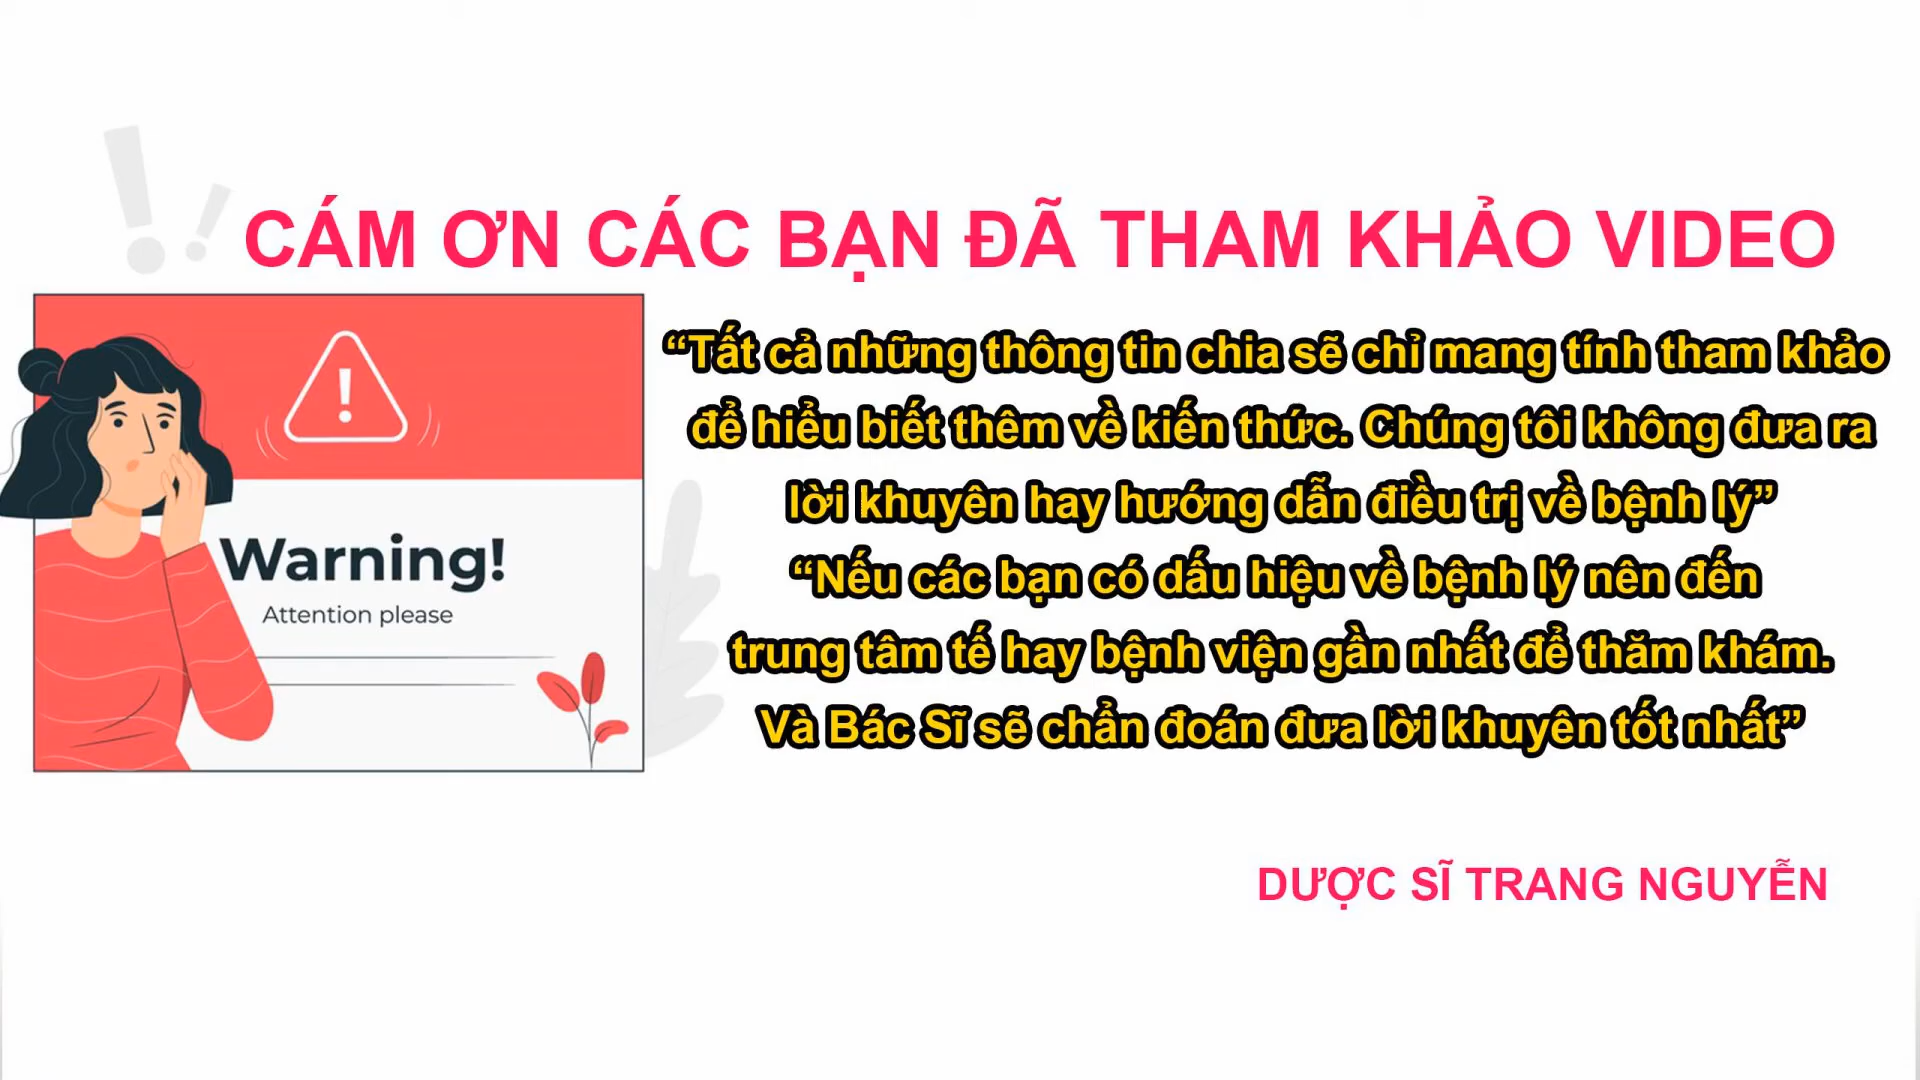 CÁM ƠN CÁC BẠN ĐÃ THAM KHẢO VIDEO
“Tất cả những thông tin chia sẽ chỉ mang tính tham khảo
để hiểu biết thêm về kiến thức. Chúng tôi không đưa ra
lời khuyên hay hướng dẫn điều trị về bệnh lý”
“Nếu các bạn có dấu hiệu về bệnh lý nên đến
trung tâm tế hay bệnh viện gần nhất để thăm khám.
Và Bác Sĩ sẽ chẩn đoán đưa lời khuyên tốt nhất”
Warning!
Attention please
DƯỢC SĨ TRANG NGUYỄN